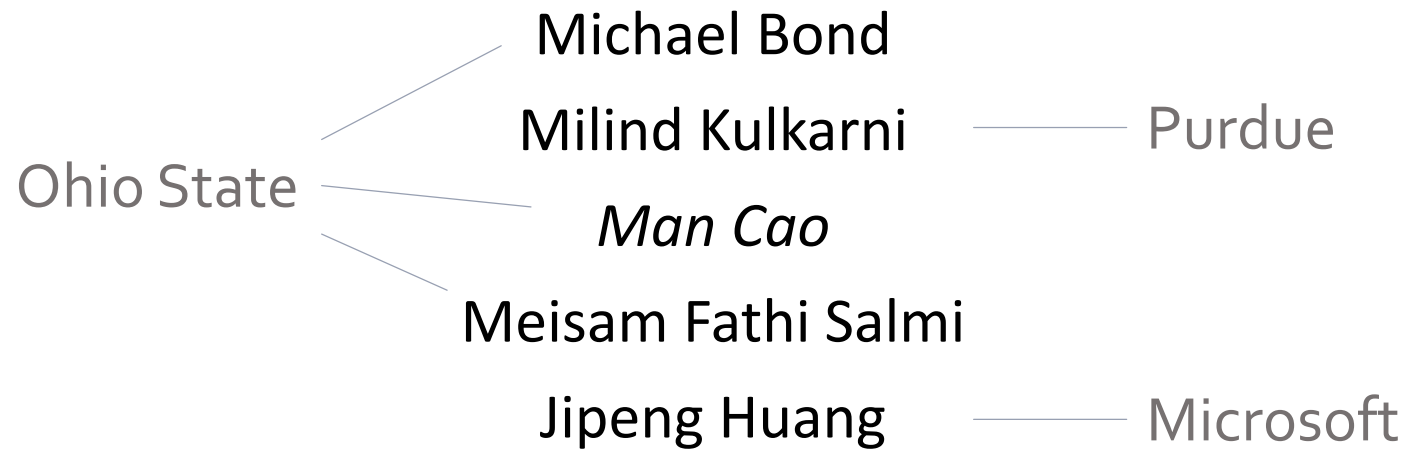 Michael Bond
Milind Kulkarni
Purdue
Ohio State
Man Cao
Meisam Fathi Salmi
Jipeng Huang
Microsoft